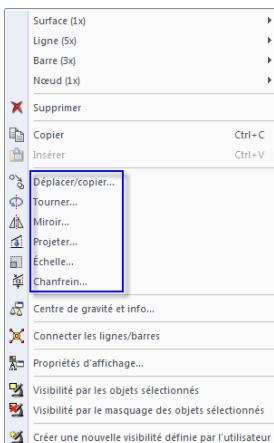 Surface (1x)
Ligne (5x)
Barre (3x)
Nœud (1x)
Supprimer
Copier Ctrl+C
Insérer Ctrl+V
Déplacer/copier...
Tourner...
Miroir...
Projeter...
Échelle...
Chanfrein...
Centre de gravité et info...
Connecter les lignes/barres
Propriétés d'affichage...
Visibilité par les objets sélectionnés
Visibilité par le masquage des objets sélectionnés
Créer une nouvelle visibilité définie par l'utilisateur